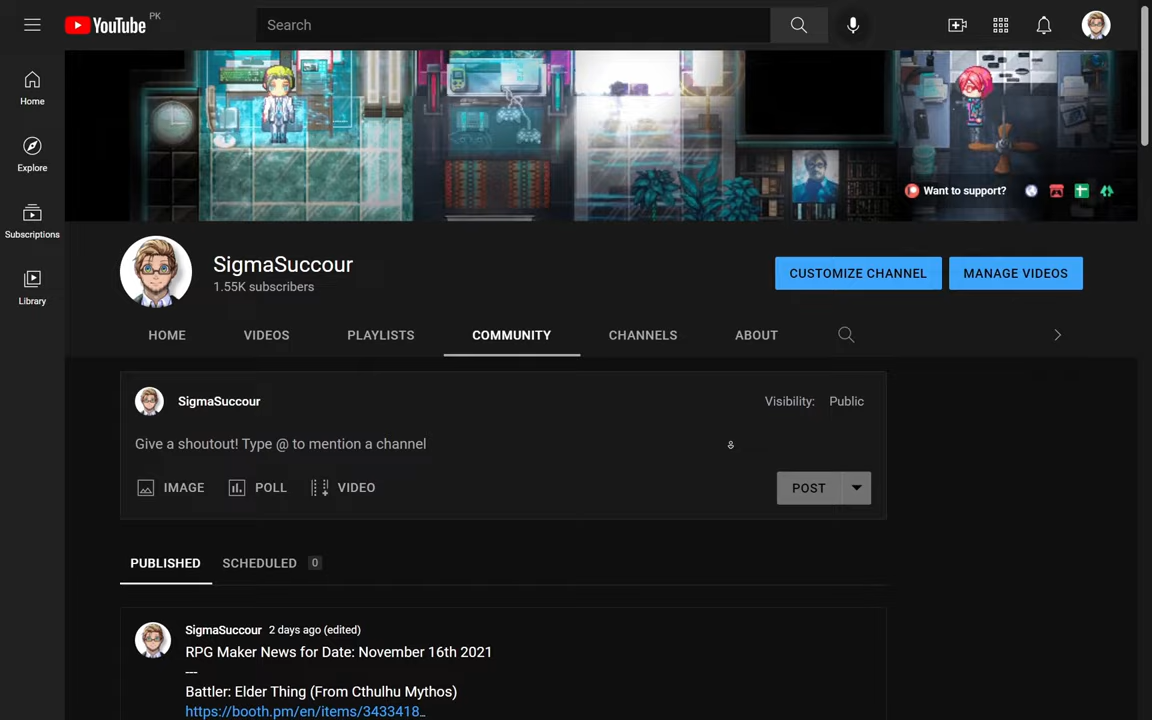 YouTube PK
Search
Home
Explore
Subscriptions
Library
Want to support?
SigmaSuccour
1.55K subscribers
CUSTOMIZE CHANNEL
MANAGE VIDEOS
HOME
VIDEOS
PLAYLISTS
COMMUNITY
CHANNELS
ABOUT
SigmaSuccour
Visibility: Public
Give a shoutout! Type @ to mention a channel
IMAGE
POLL
VIDEO
POST
PUBLISHED
SCHEDULED 0
SigmaSuccour 2 days ago (edited)
RPG Maker News for Date: November 16th 2021
---
Battler: Elder Thing (From Cthulhu Mythos)
https://booth.pm/en/items/3433418...